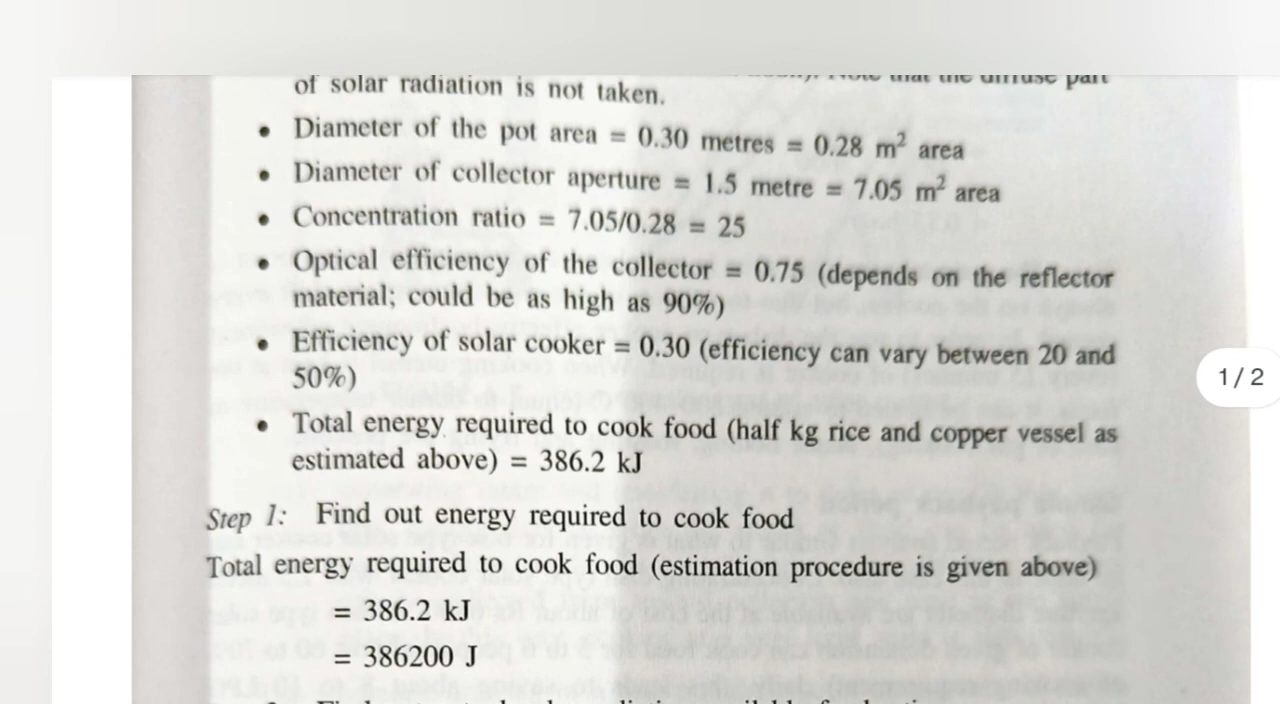 of solar radiation is not taken. Note that the diffuse part
• Diameter of the pot area = 0.30 metres = 0.28 m² area
• Diameter of collector aperture = 1.5 metre = 7.05 m² area
• Concentration ratio = 7.05/0.28 = 25
• Optical efficiency of the collector = 0.75 (depends on the reflector
material; could be as high as 90%)
• Efficiency of solar cooker = 0.30 (efficiency can vary between 20 and
50%)
• Total energy required to cook food (half kg rice and copper vessel as
estimated above) = 386.2 kJ
Step 1: Find out energy required to cook food
Total energy required to cook food (estimation procedure is given above)
= 386.2 kJ
= 386200 J
1/2